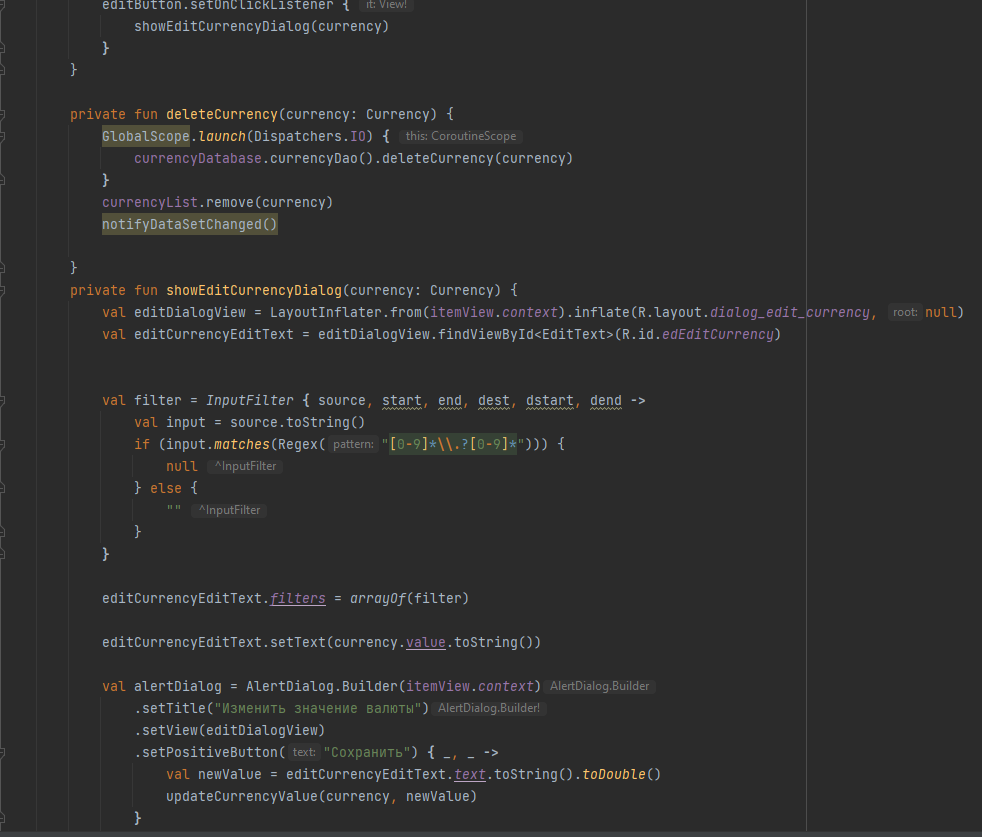 editButton.setOnClickListener { it: View!
showEditCurrencyDialog(currency)
}
}
private fun deleteCurrency(currency: Currency) {
GlobalScope.launch(Dispatchers.IO) { this: CoroutineScope
currencyDatabase.currencyDao().deleteCurrency(currency)
}
currencyList.remove(currency)
notifyDataSetChanged()
}
private fun showEditCurrencyDialog(currency: Currency) {
val editDialogView = LayoutInflater.from(itemView.context).inflate(R.layout.dialog_edit_currency, root: null)
val editCurrencyEditText = editDialogView.findViewById<EditText>(R.id.edEditCurrency)
val filter = InputFilter { source, start, end, dest, dstart, dend ->
val input = source.toString()
if (input.matches(Regex( pattern: "[0-9]*\\.?[0-9]*"))) {
null ^InputFilter
} else {
"" ^InputFilter
}
}
editCurrencyEditText.filters = arrayOf(filter)
editCurrencyEditText.setText(currency.value.toString())
val alertDialog = AlertDialog.Builder(itemView.context) AlertDialog.Builder
.setTitle("Изменить значение валюты") AlertDialog.Builder!
.setView(editDialogView)
.setPositiveButton( text: "Сохранить") { _, _ ->
val newValue = editCurrencyEditText.text.toString().toDouble()
updateCurrencyValue(currency, newValue)
}